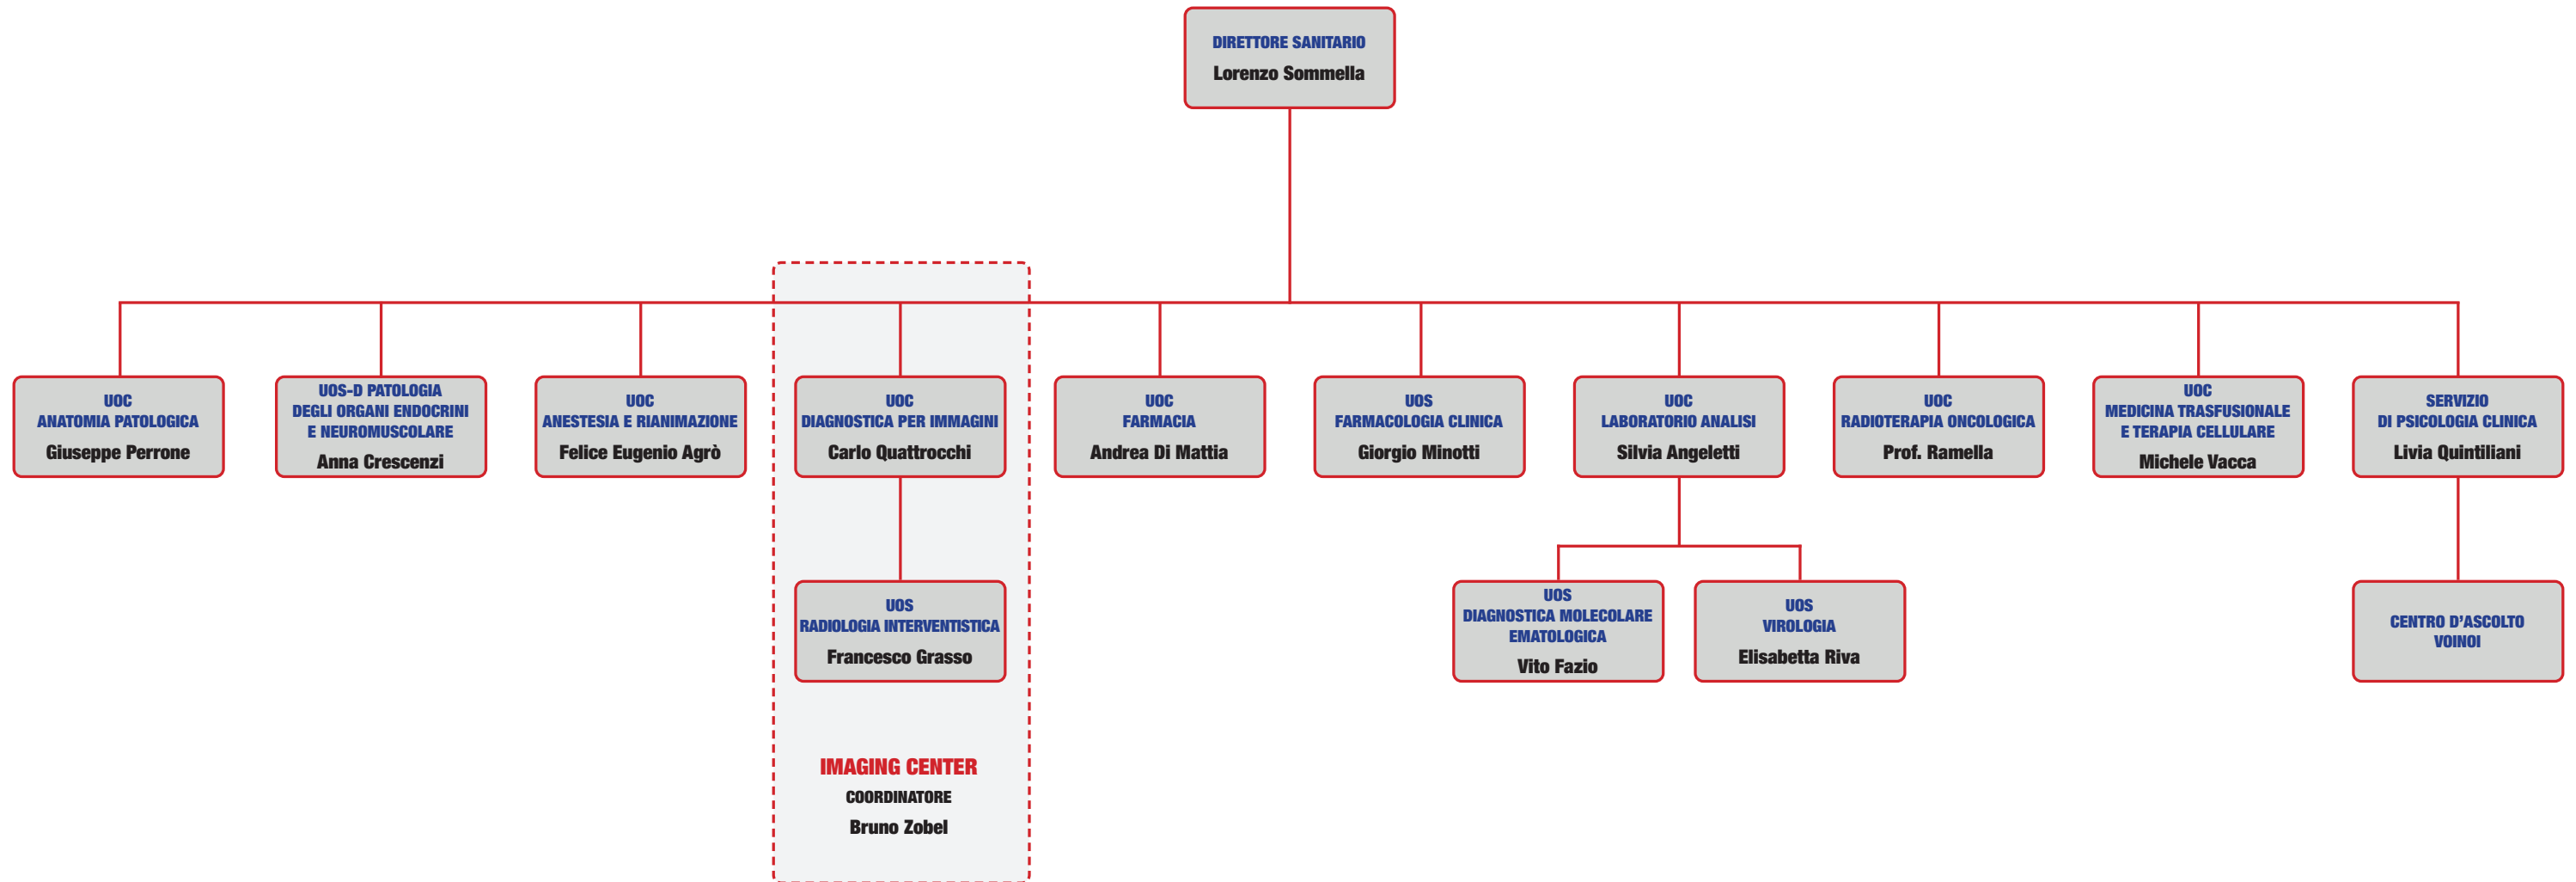 DIRETTORE SANITARIO
Lorenzo Sommella
UOC
ANATOMIA PATOLOGICA
Giuseppe Perrone
UOS-D PATOLOGIA
DEGLI ORGANI ENDOCRINI
E NEUROMUSCOLARE
Anna Crescenzi
UOC
ANESTESIA E RIANIMAZIONE
Felice Eugenio Agrò
UOC
DIAGNOSTICA PER IMMAGINI
Carlo Quattrocchi
UOC
FARMACIA
Andrea Di Mattia
UOS
FARMACOLOGIA CLINICA
Giorgio Minotti
UOC
LABORATORIO ANALISI
Silvia Angeletti
UOC
RADIOTERAPIA ONCOLOGICA
Prof. Ramella
UOC
MEDICINA TRASFUSIONALE
E TERAPIA CELLULARE
Michele Vacca
SERVIZIO
DI PSICOLOGIA CLINICA
Livia Quintiliani
UOS
RADIOLOGIA INTERVENTISTICA
Francesco Grasso
UOS
DIAGNOSTICA MOLECOLARE
EMATOLOGICA
Vito Fazio
UOS
VIROLOGIA
Elisabetta Riva
CENTRO D’ASCOLTO
VOINOI
IMAGING CENTER
COORDINATORE
Bruno Zobel